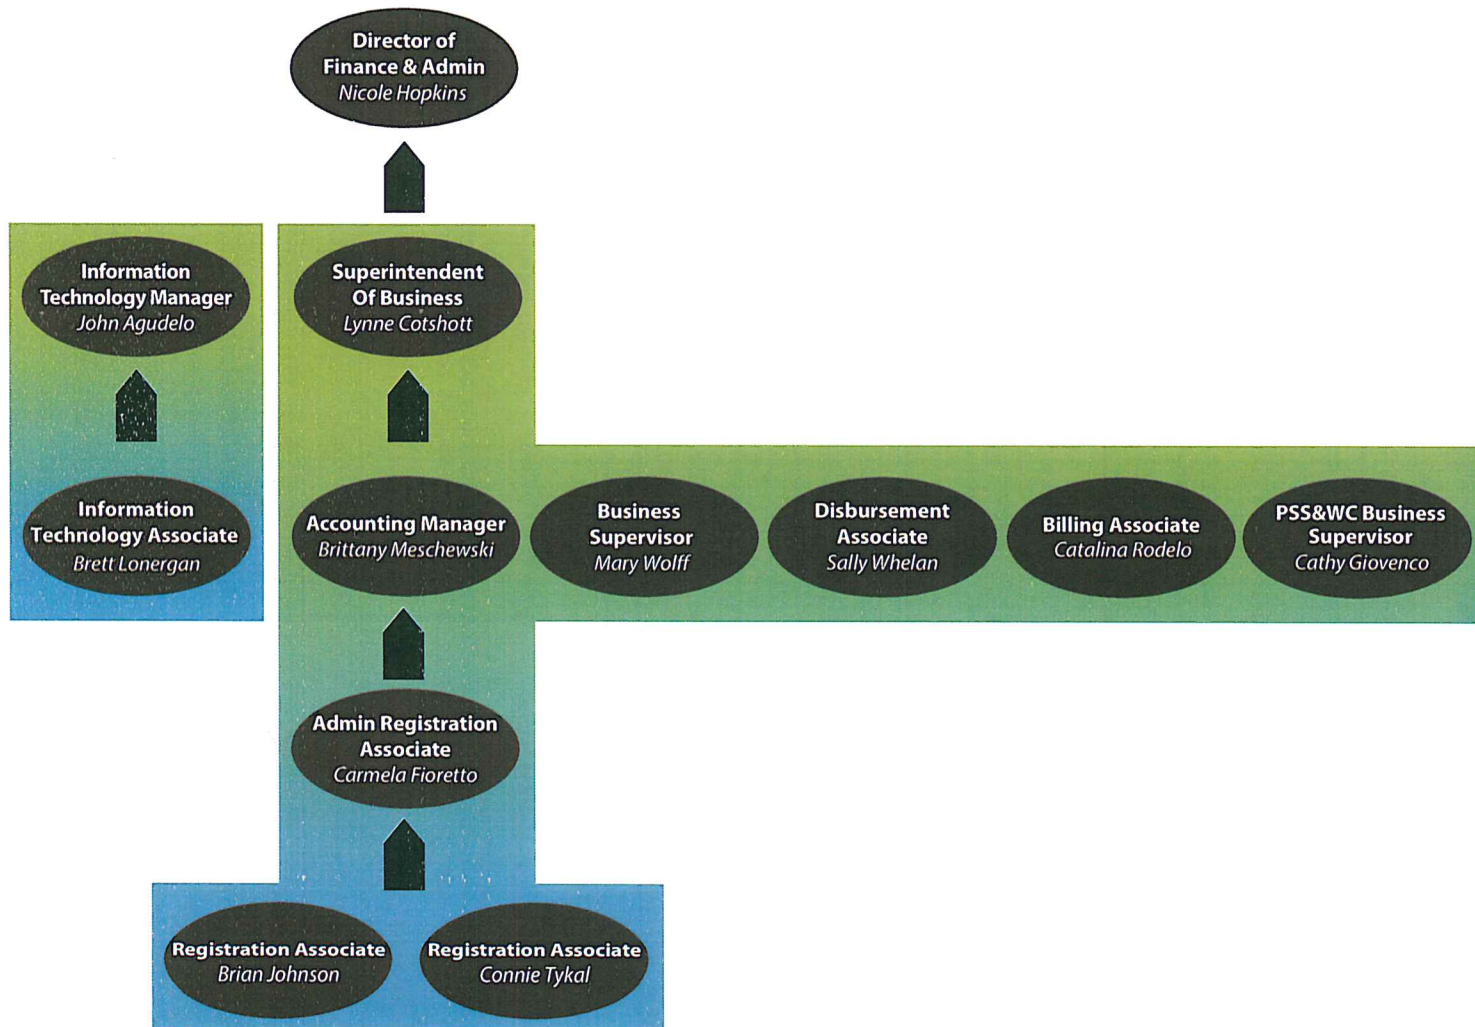 Director of
Finance & Admin
Nicole Hopkins
Information
Technology Manager
John Agudelo
Superintendent
Of Business
Lynne Cotshott
Information
Technology Associate
Brett Lonergan
Accounting Manager
Brittany Meschewski
Business
Supervisor
Mary Wolff
Disbursement
Associate
Sally Whelan
Billing Associate
Catalina Rodelo
PSS&WC Business
Supervisor
Cathy Giovenco
Admin Registration
Associate
Carmela Fioretto
Registration Associate
Brian Johnson
Registration Associate
Connie Tykal